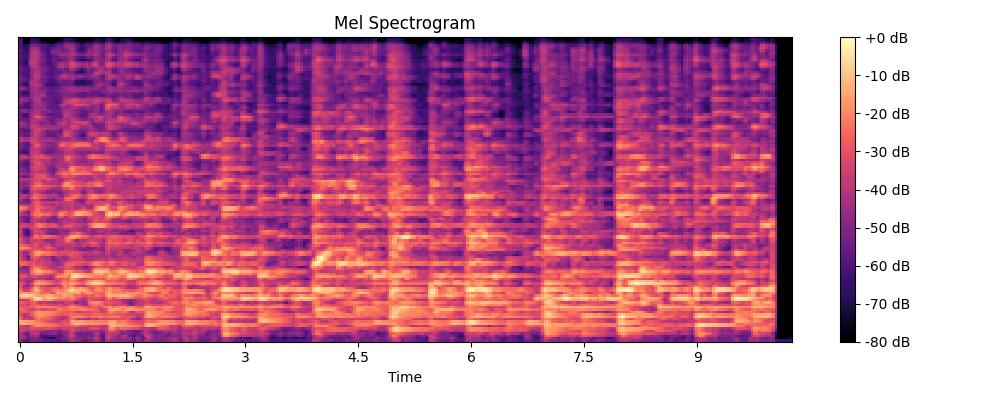 Mel Spectrogram
+0 dB
-10 dB
-20 dB
-30 dB
-40 dB
-50 dB
-60 dB
-70 dB
-80 dB
0 1.5 3 4.5 6 7.5 9
Time